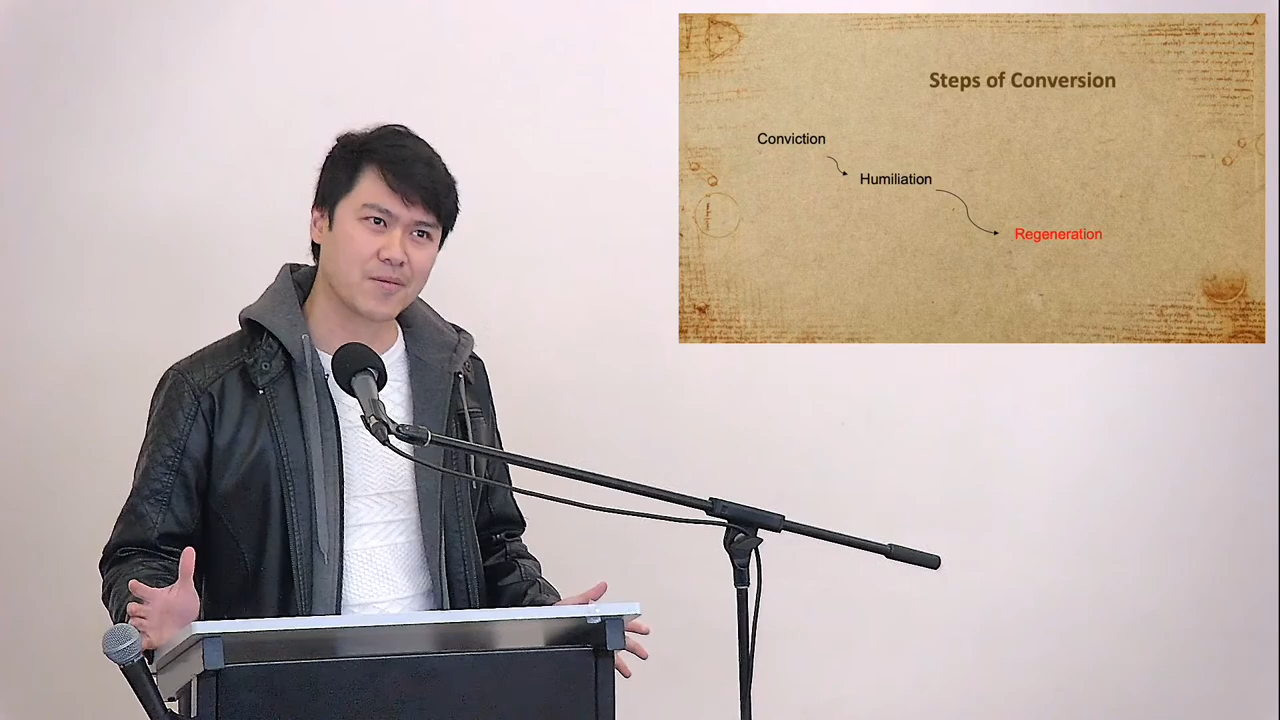 Steps of Conversion
Conviction
Humiliation
Regeneration